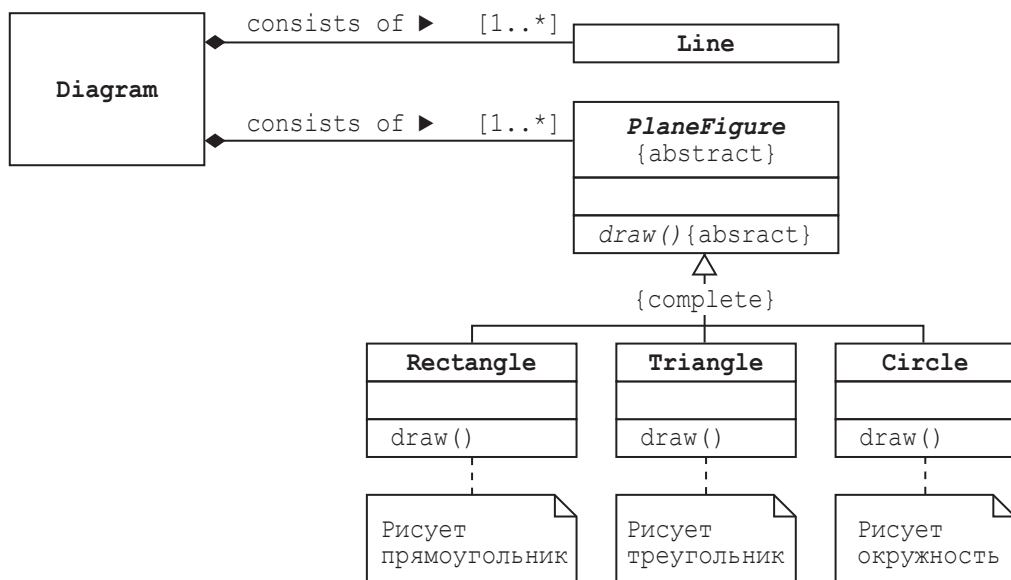 consists of ▶ [1..*]
Line
Diagram
consists of ▶ [1..*]
PlaneFigure
{abstract}
draw(){absract}
{complete}
Rectangle
Triangle
Circle
draw()
draw()
draw()
Рисует
прямоугольник
Рисует
треугольник
Рисует
окружность